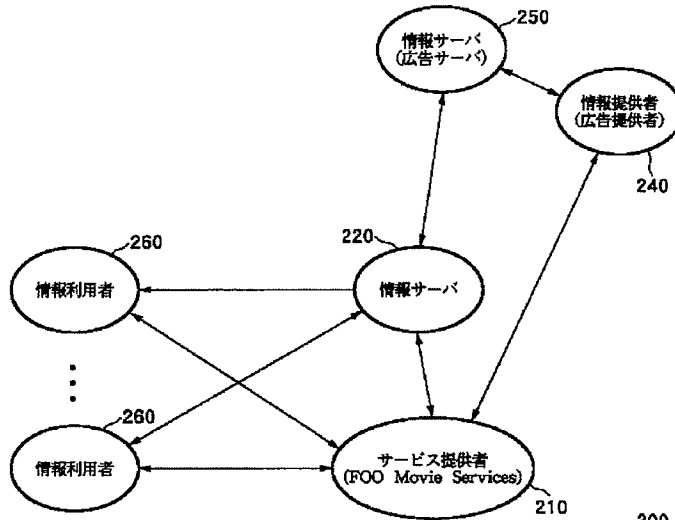 250
情報サーバ
(広告サーバ)
情報提供者
(広告提供者)
240
260
220
情報利用者
情報サーバ
260
情報利用者
サービス提供者
(FOO Movie Services)
210